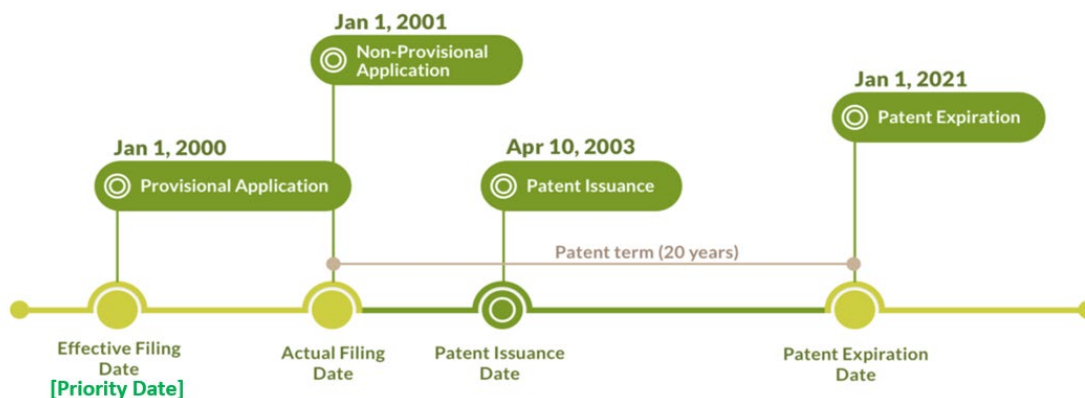 Jan 1, 2001
Non-Provisional
Application
Jan 1, 2021
Patent Expiration
Jan 1, 2000
Provisional Application
Apr 10, 2003
Patent Issuance
Patent term (20 years)
Effective Filing
Date
[Priority Date]
Actual Filing
Date
Patent Issuance
Date
Patent Expiration
Date